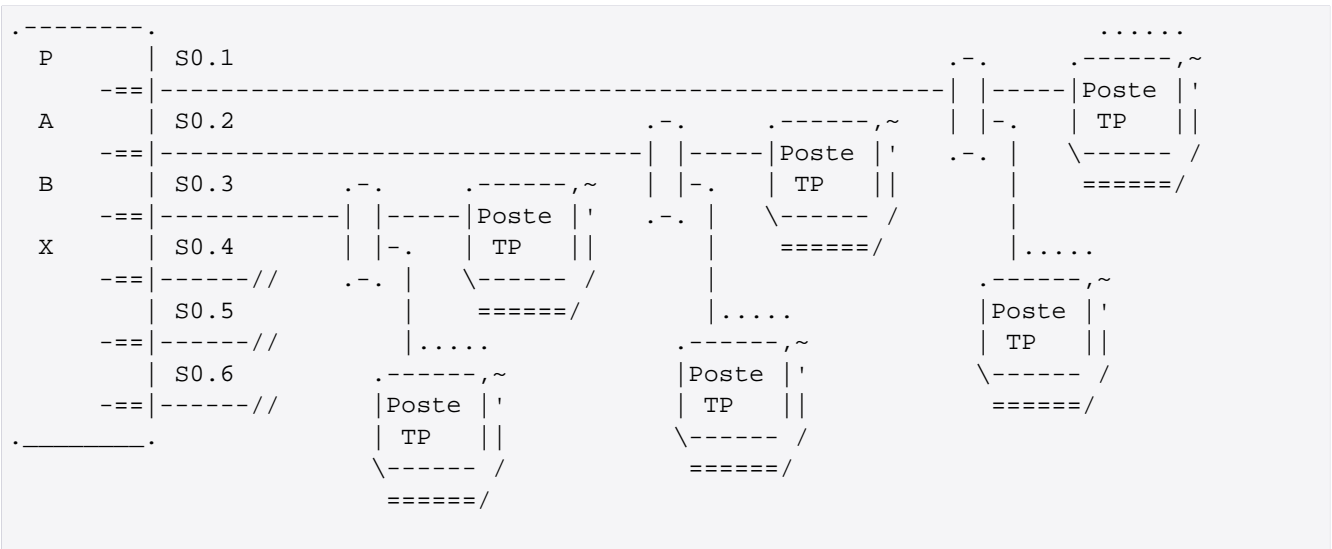 .--------.                                                              ......
  P      | S0.1                                                .-.     .------,~
      -==|----------------------------------------------------| |-----|Poste |'
  A      | S0.2                            .-.     .------,~   | |-.   | TP   ||
      -==|--------------------------------| |-----|Poste |'   .-. |   \------ /
  B      | S0.3       .-.     .------,~   | |-.   | TP   ||       |    ======/
      -==|------------| |-----|Poste |'   .-. |   \------ /       |
  X      | S0.4       | |-.   | TP   ||       |    ======/        |.....
      -==|------//    .-. |   \------ /       |                 .------,~
         | S0.5           |    ======/        |.....            |Poste |'
      -==|------//        |.....            .------,~           | TP   ||
         | S0.6         .------,~           |Poste |'           \------ /
      -==|------//      |Poste |'           | TP   ||            ======/
.________.              | TP   ||           \------ /
                        \------ /            ======/
                         ======/